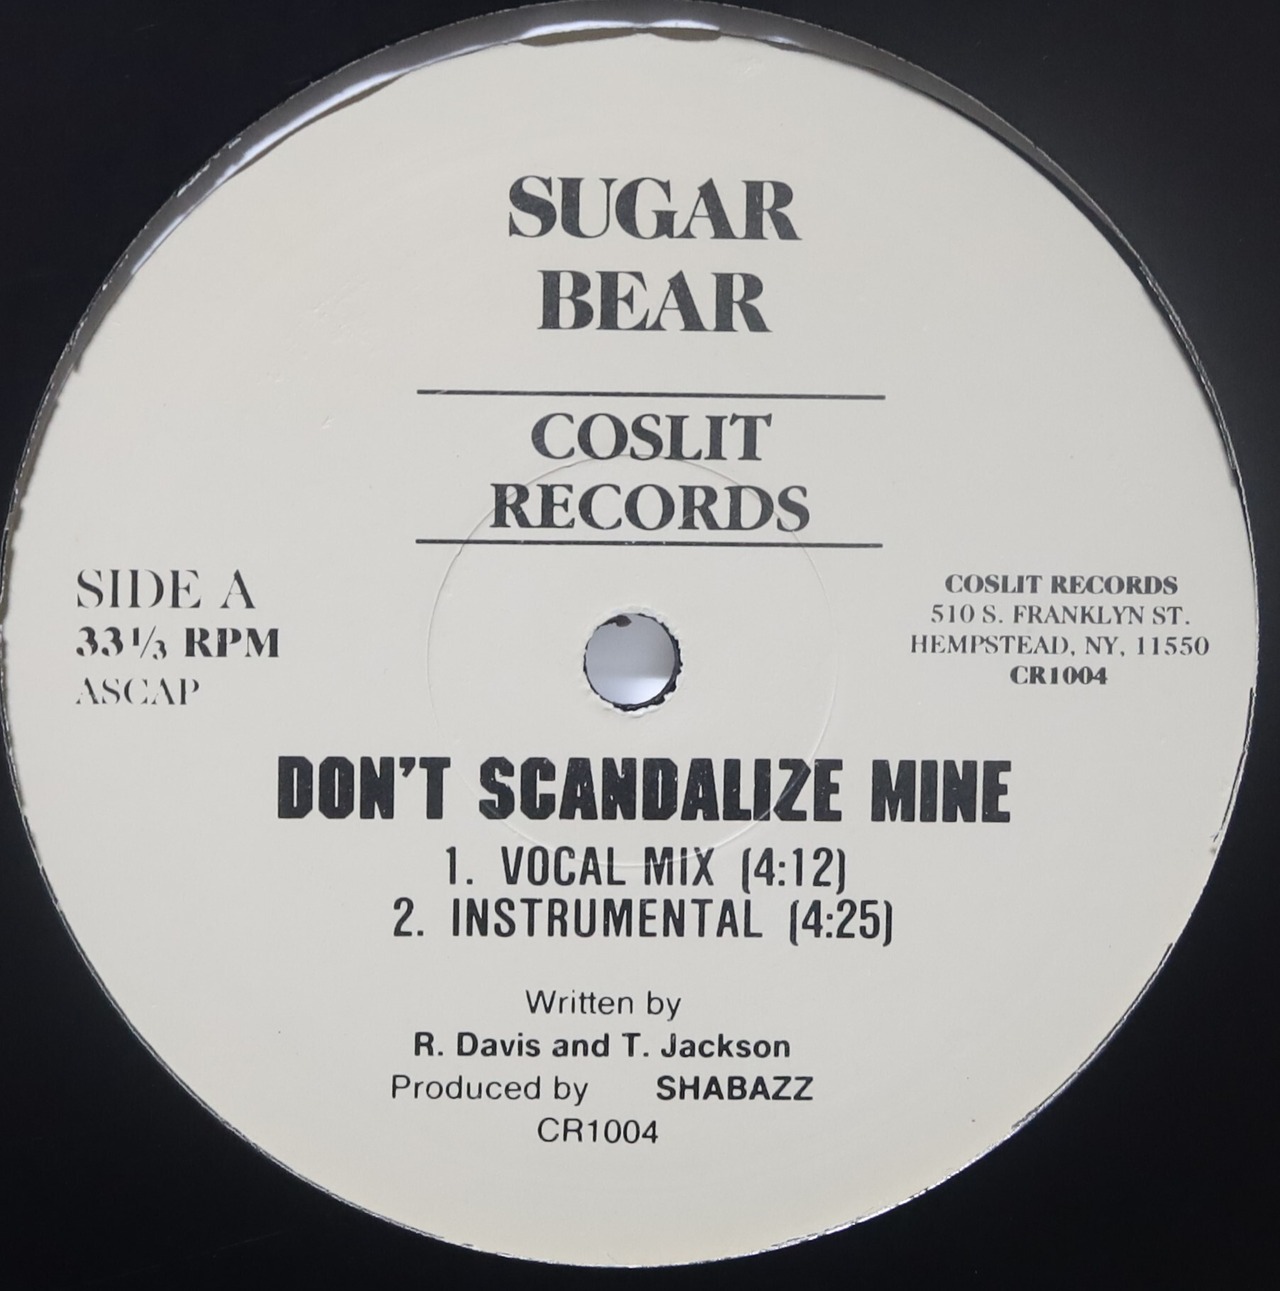 SUGAR
BEAR
COSLIT
RECORDS
SIDE A
33 1/3 RPM
ASCAP
COSLIT RECORDS
510 S. FRANKLYN ST.
HEMPSTEAD, NY, 11550
CR1004
DON'T SCANDALIZE MINE
1. VOCAL MIX (4:12)
2. INSTRUMENTAL (4:25)
Written by
R. Davis and T. Jackson
Produced by SHABAZZ
CR1004